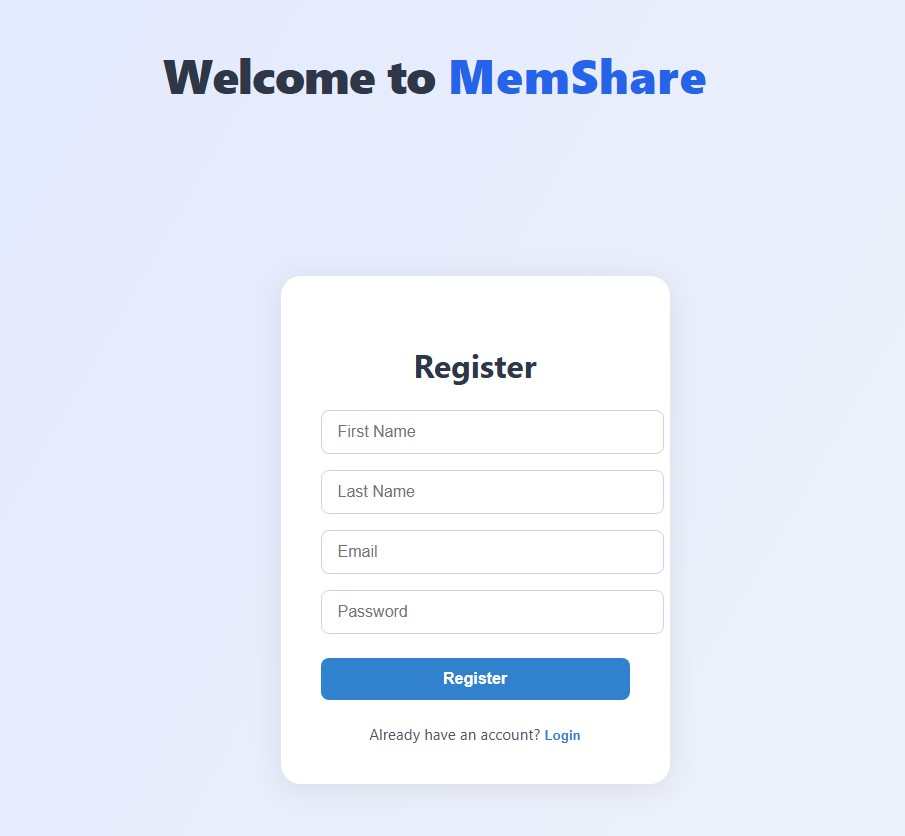 Welcome to MemShare
Register
First Name
Last Name
Email
Password
Register
Already have an account? Login